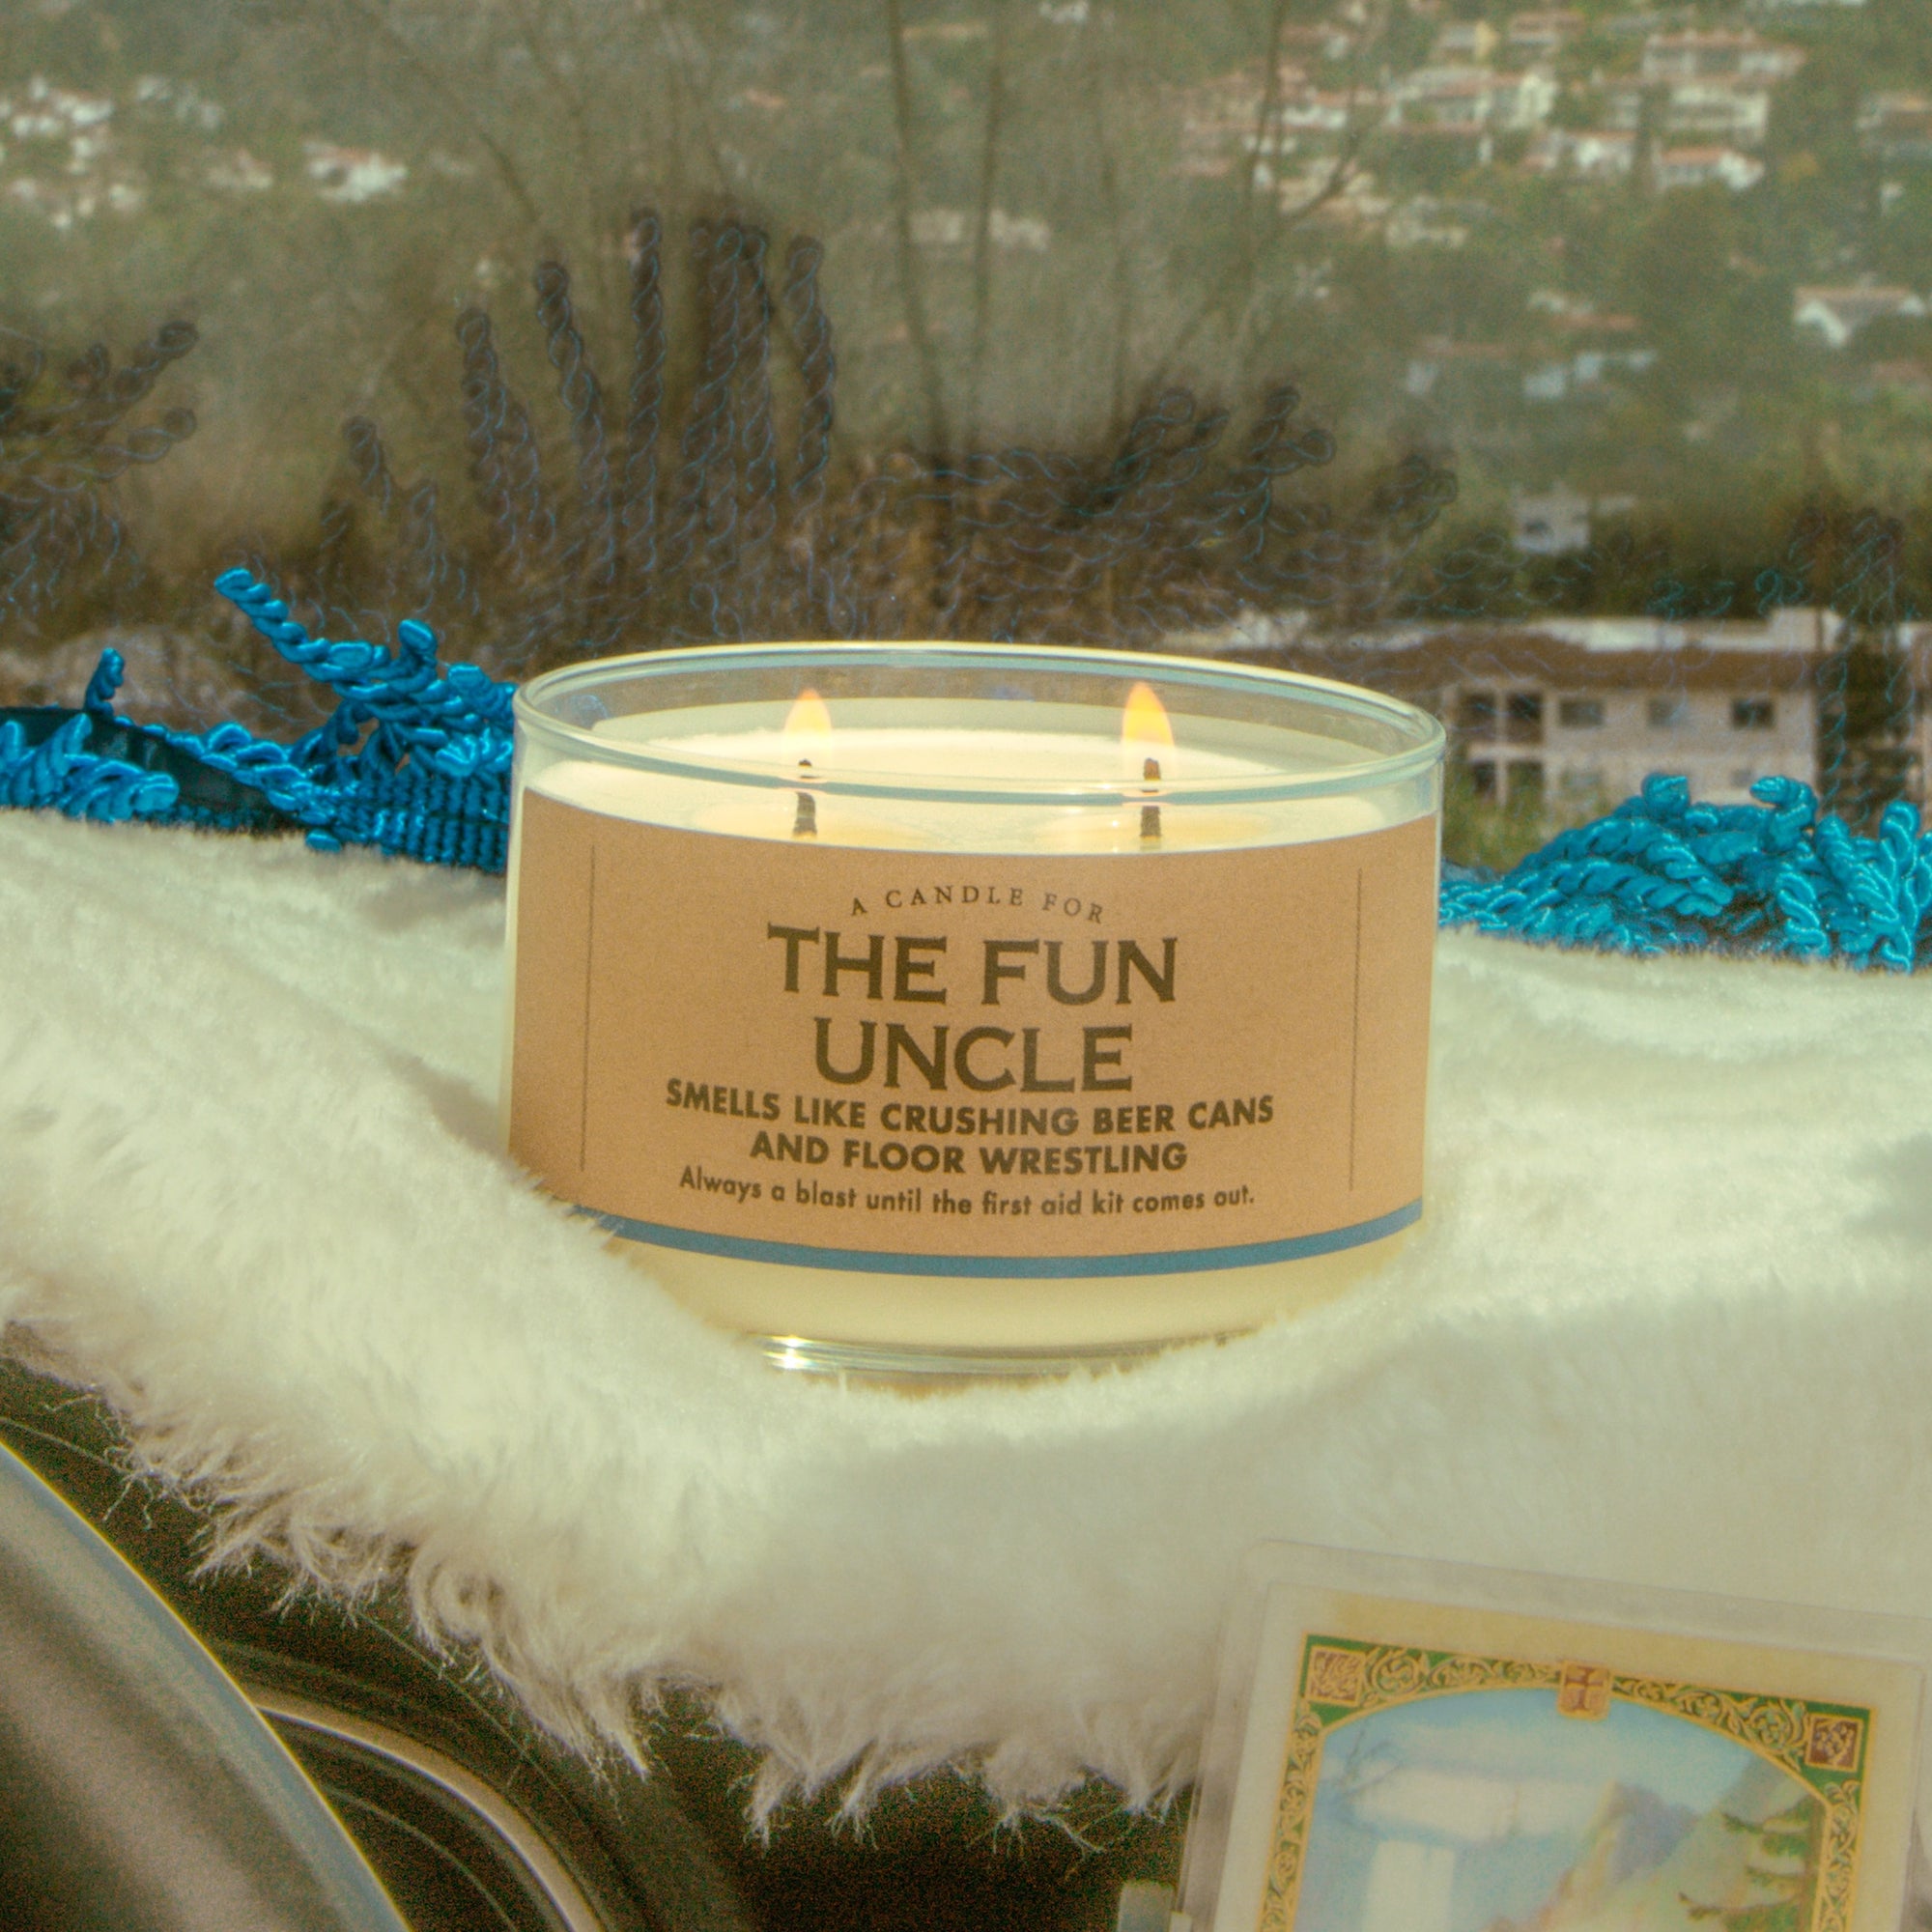 A CANDLE FOR
THE FUN
UNCLE
SMELLS LIKE CRUSHING BEER CANS
AND FLOOR WRESTLING
Always a blast until the first aid kit comes out.